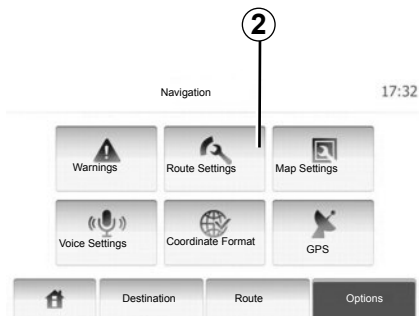 2
Navigation 17:32
Warnings Route Settings Map Settings
Voice Settings Coordinate Format GPS
Destination Route Options